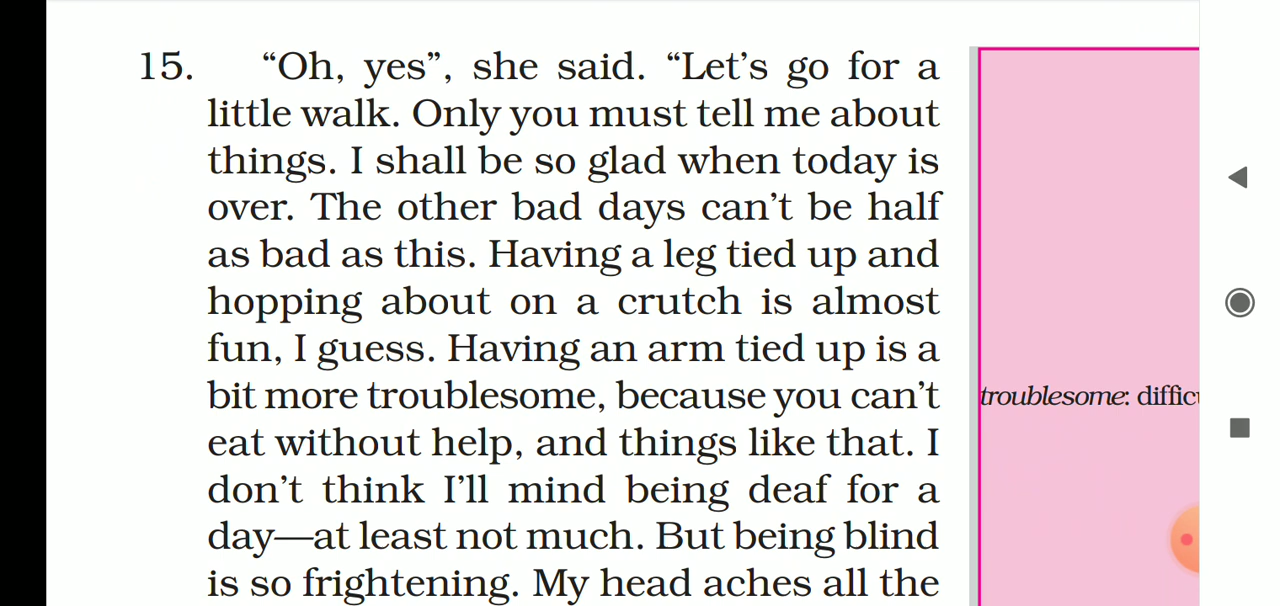 15. “Oh, yes”, she said. “Let’s go for a
little walk. Only you must tell me about
things. I shall be so glad when today is
over. The other bad days can’t be half
as bad as this. Having a leg tied up and
hopping about on a crutch is almost
fun, I guess. Having an arm tied up is a
bit more troublesome, because you can’t
troublesome: difficu
eat without help, and things like that. I
don’t think I’ll mind being deaf for a
day—at least not much. But being blind
is so frightening. My head aches all the